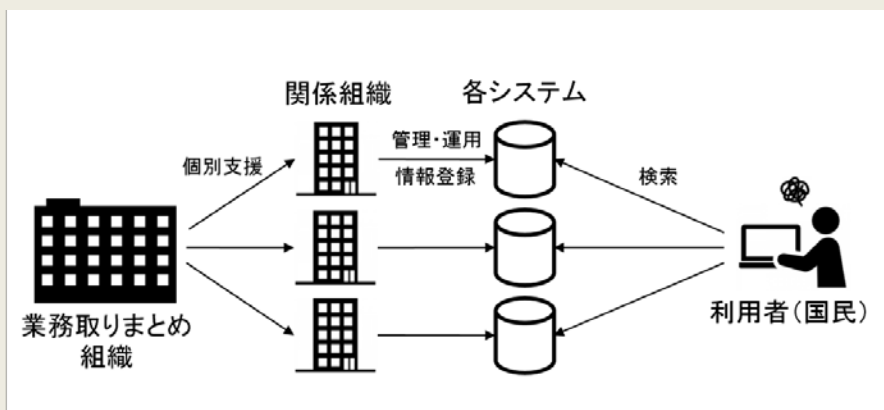 関係組織
各システム
管理・運用
個別支援
情報登録
検索
業務取りまとめ
組織
利用者(国民)